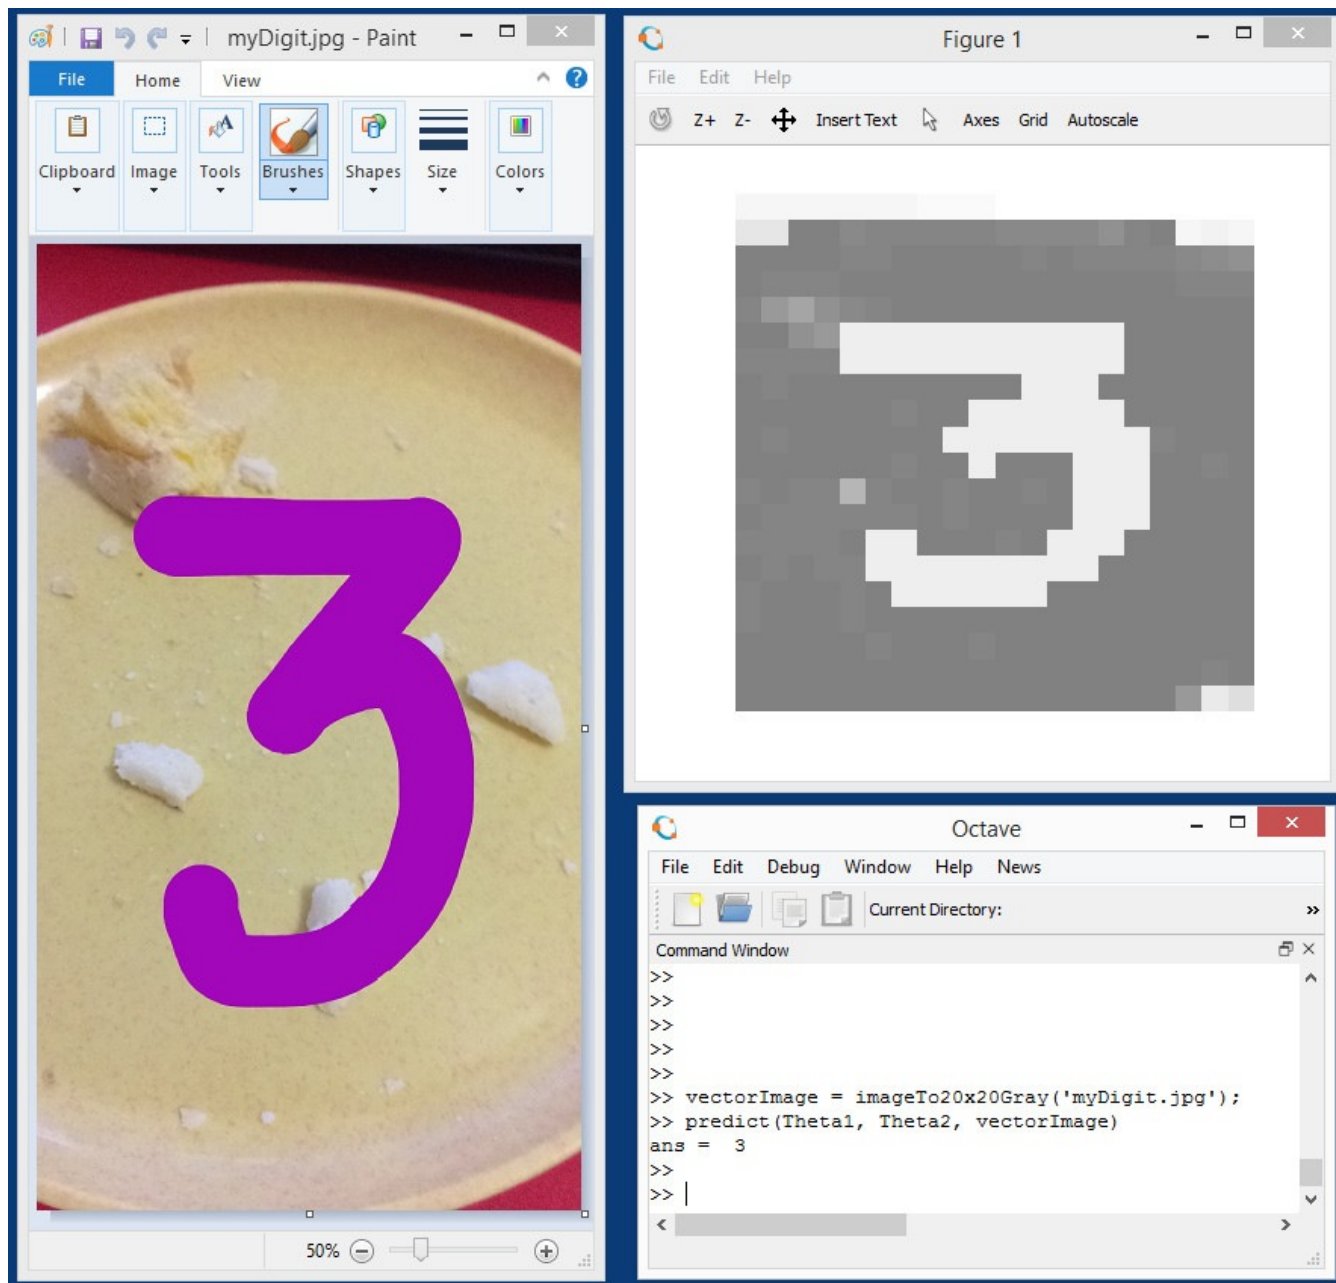 myDigit.jpg - Paint
File Home View
Clipboard Image Tools Brushes Shapes Size Colors
3
50%
Figure 1
File Edit Help
Z+ Z- Insert Text Axes Grid Autoscale
3
Octave
File Edit Debug Window Help News
Current Directory:
Command Window
>>
>>
>>
>>
>>
>> vectorImage = imageTo20x20Gray('myDigit.jpg');
>> predict(Theta1, Theta2, vectorImage)
ans = 3
>>
>>